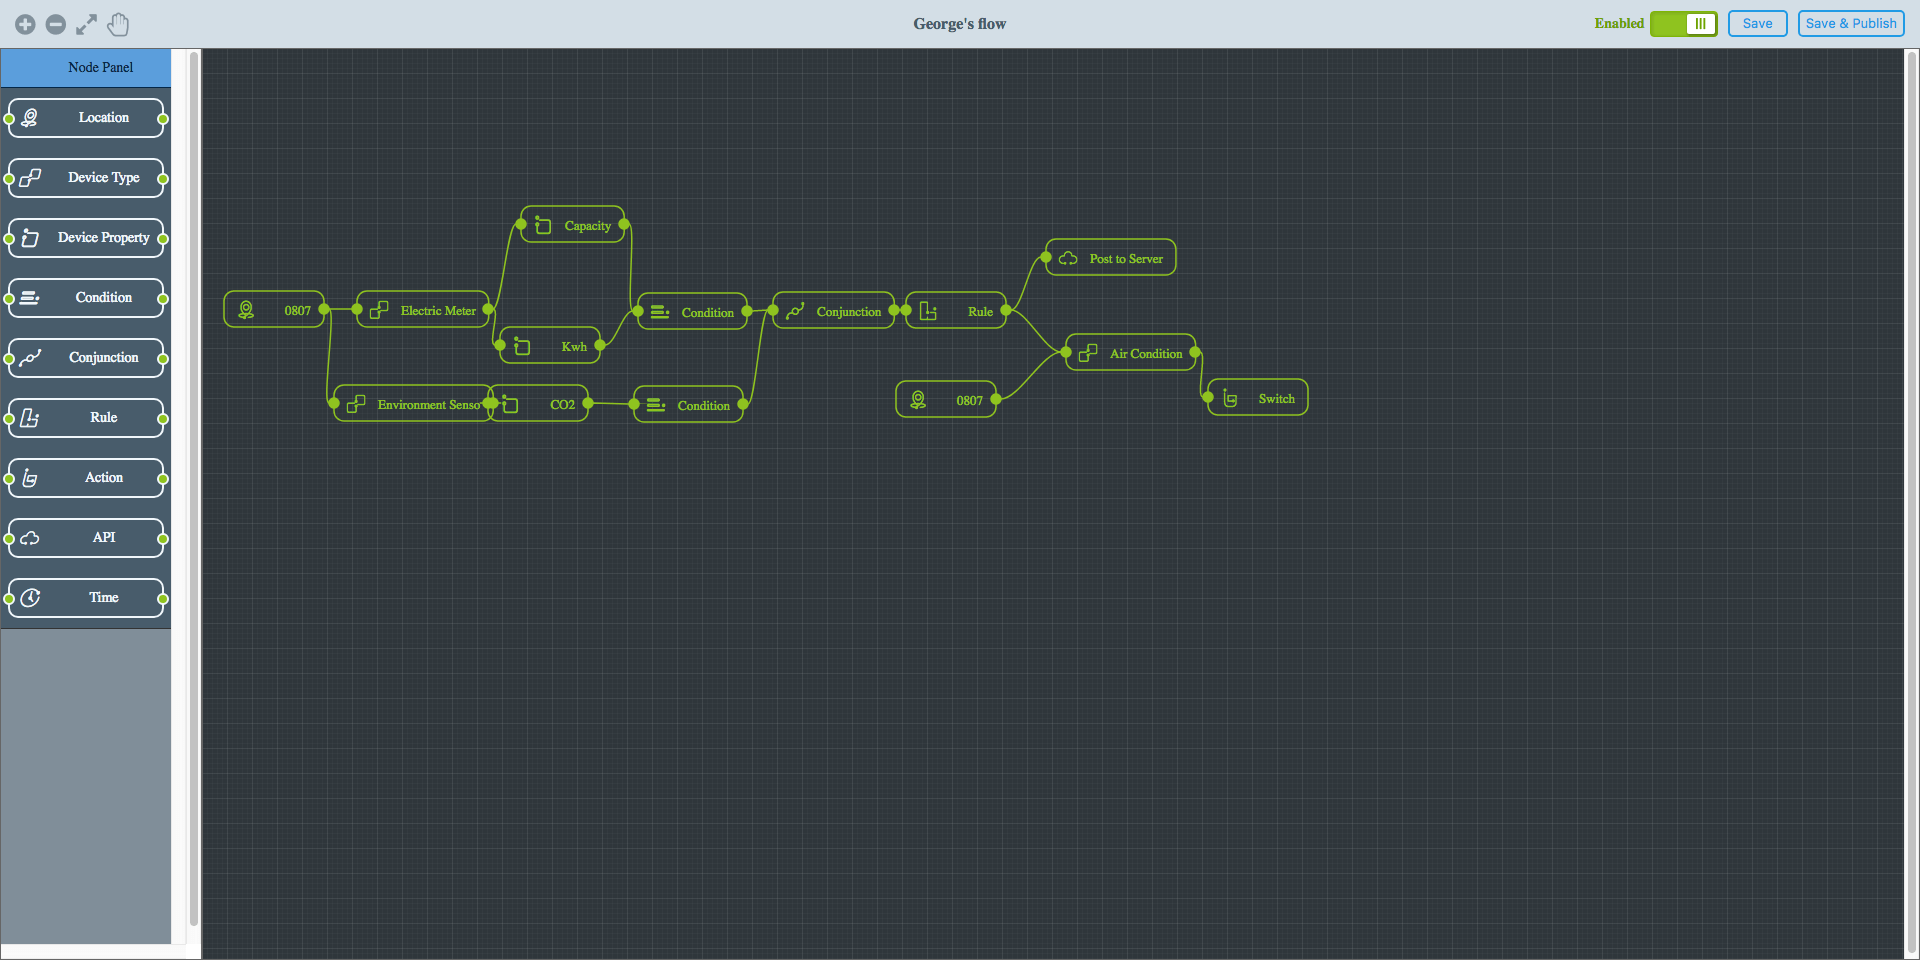 George's flow
Enabled
Save
Save & Publish
Node Panel
Location
Device Type
Device Property
Condition
Conjunction
Rule
Action
API
Time
0807
Electric Meter
Capacity
Kwh
Environment Senso
CO2
Condition
Condition
Conjunction
Rule
Post to Server
Air Condition
0807
Switch